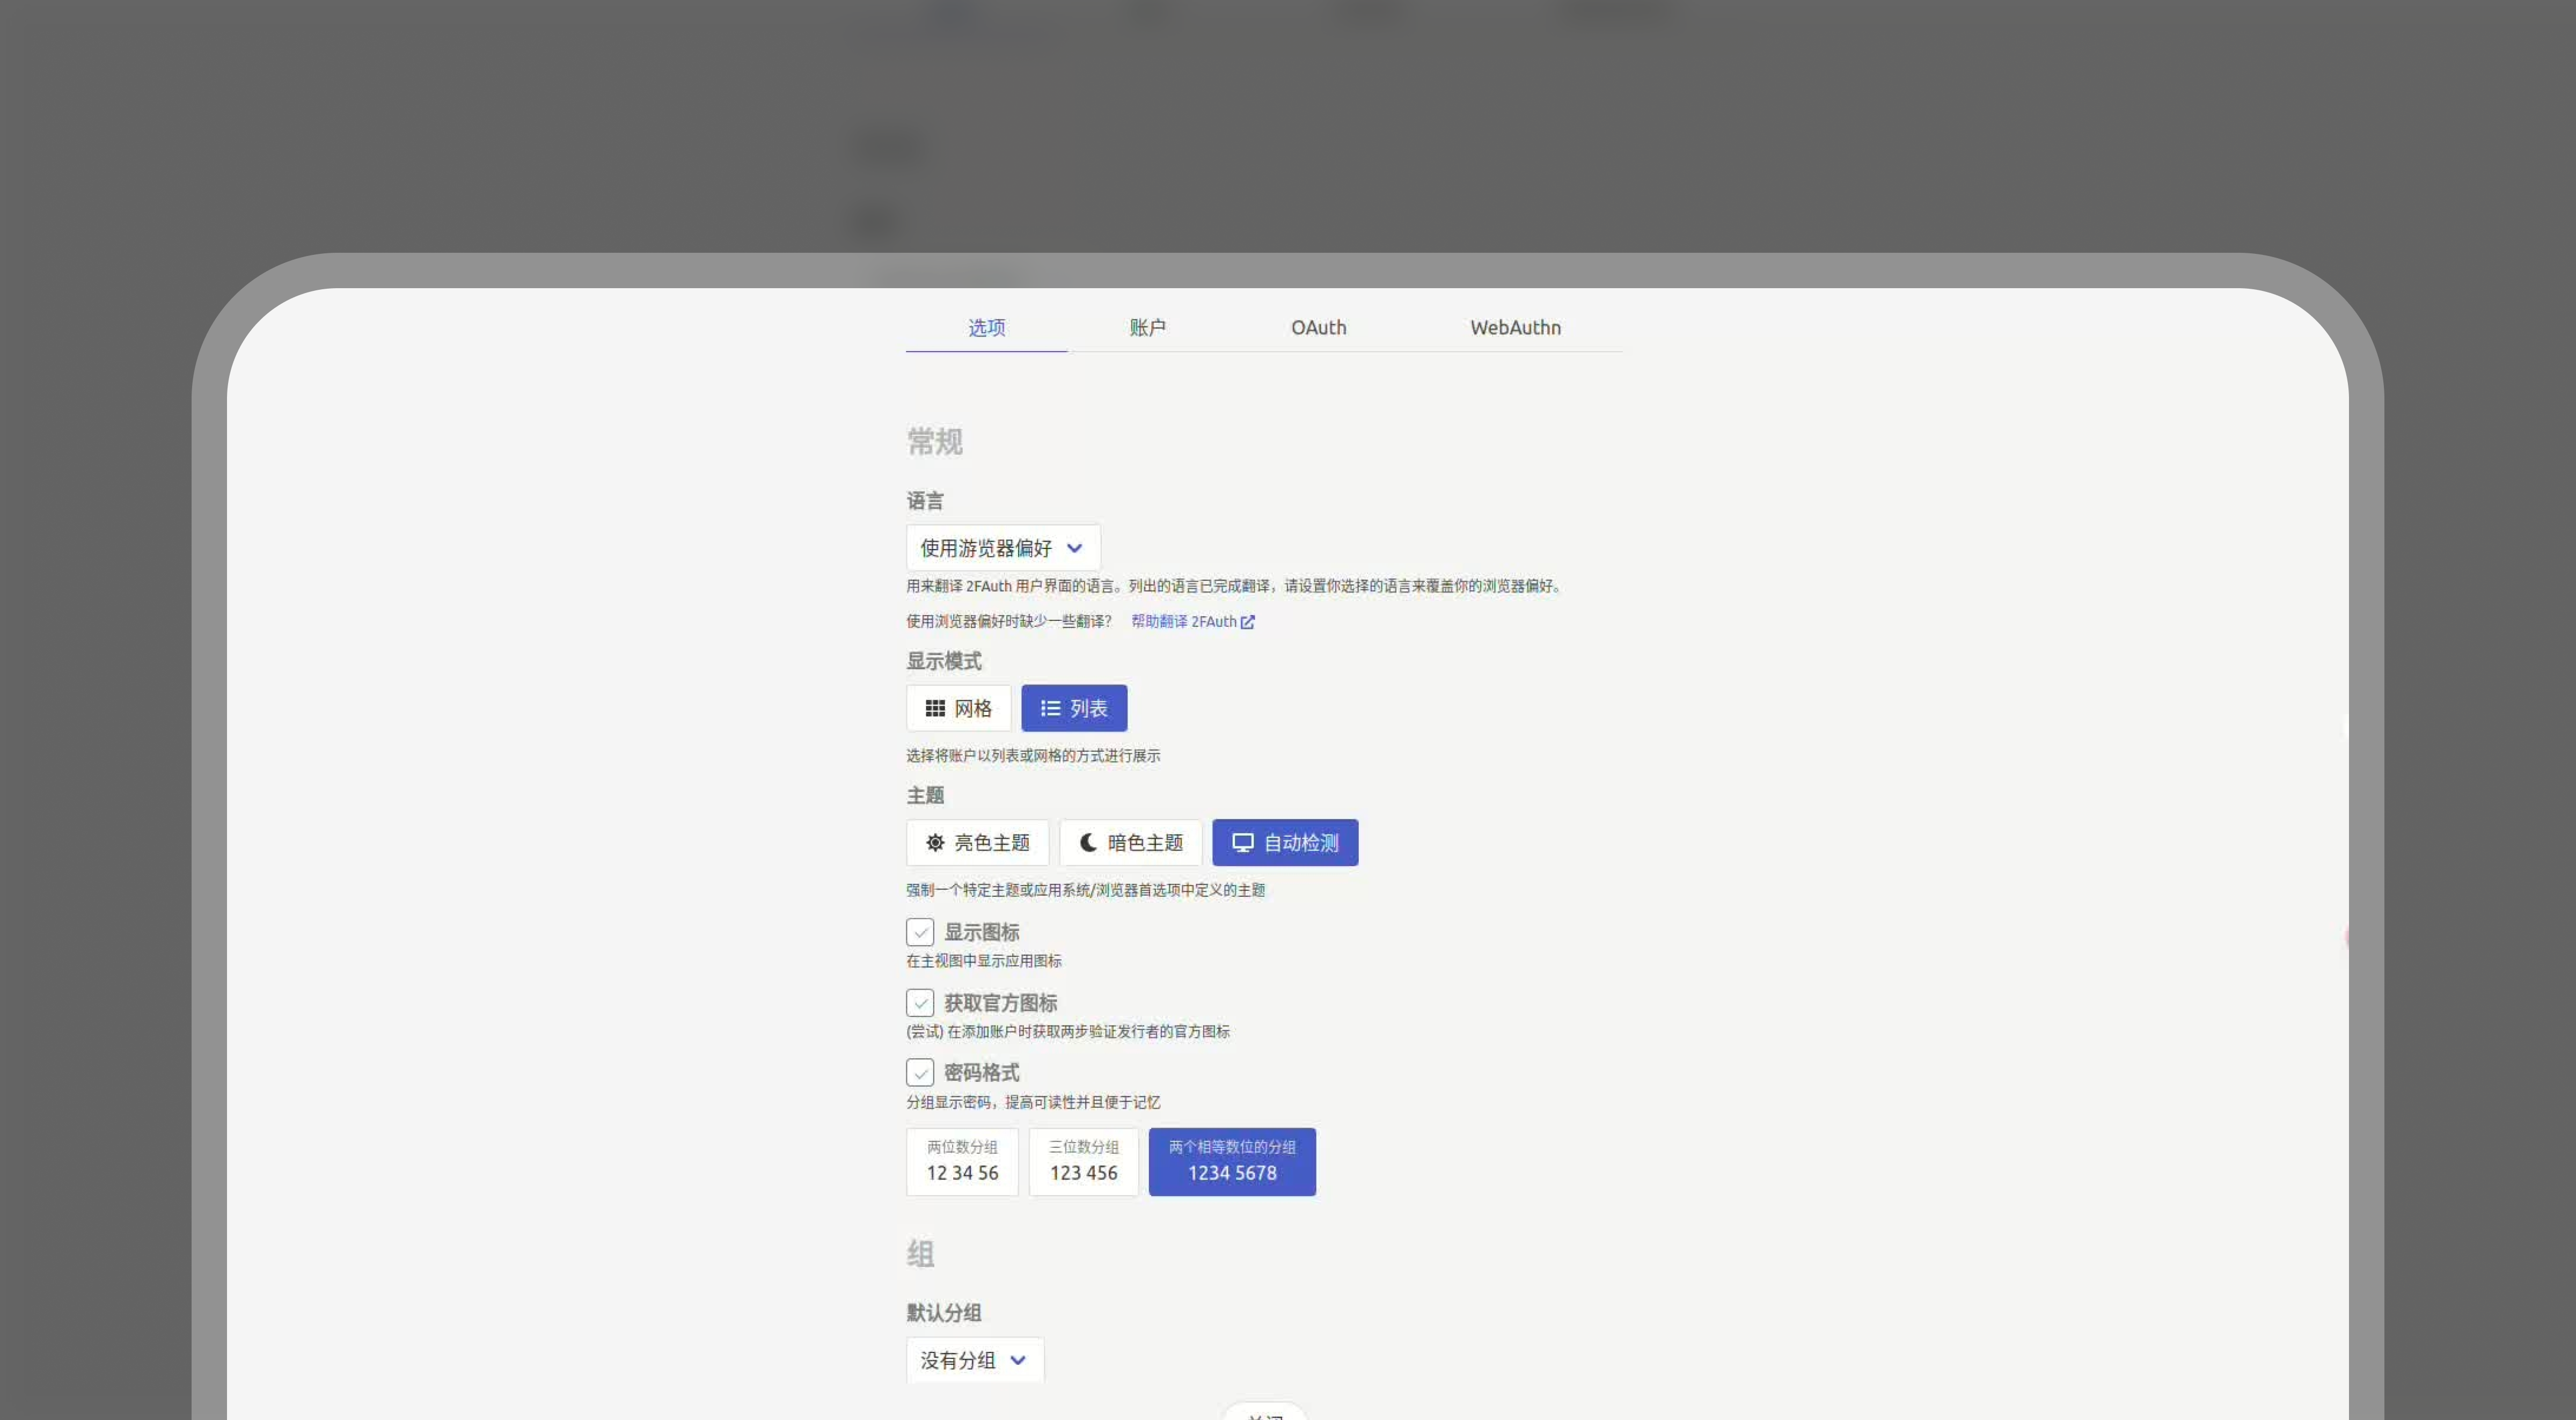 选项 账户 OAuth WebAuthn
常规
语言
使用游览器偏好
用来翻译 2FAuth 用户界面的语言。列出的语言已完成翻译，请设置你选择的语言来覆盖你的浏览器偏好。
使用浏览器偏好时缺少一些翻译？ 帮助翻译 2FAuth
显示模式
网格 列表
选择将账户以列表或网格的方式进行展示
主题
亮色主题 暗色主题 自动检测
强制一个特定主题或应用系统/浏览器首选项中定义的主题
显示图标
在主视图中显示应用图标
获取官方图标
(尝试) 在添加账户时获取两步验证发行者的官方图标
密码格式
分组显示密码，提高可读性并且便于记忆
两位数分组 三位数分组 两个相等数位的分组
12 34 56 123 456 1234 5678
组
默认分组
没有分组